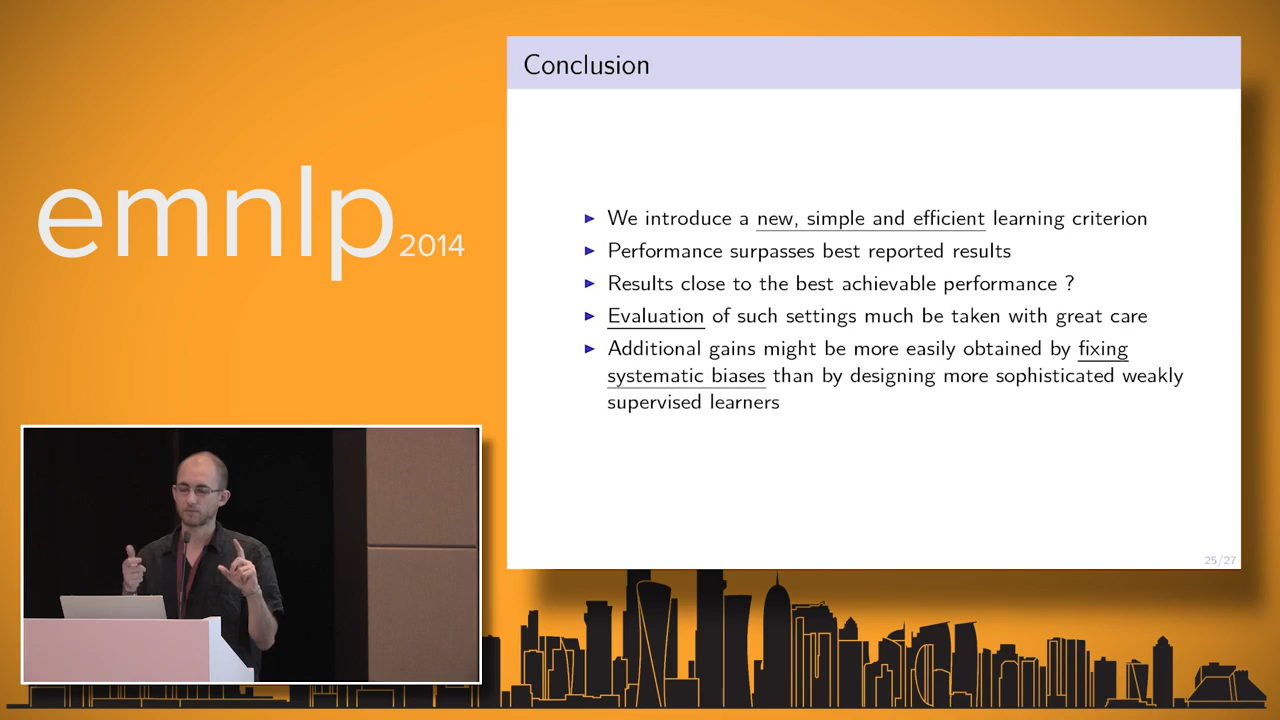 emnlp 2014
Conclusion
► We introduce a new, simple and efficient learning criterion
► Performance surpasses best reported results
► Results close to the best achievable performance ?
► Evaluation of such settings much be taken with great care
► Additional gains might be more easily obtained by fixing
systematic biases than by designing more sophisticated weakly
supervised learners
25/27